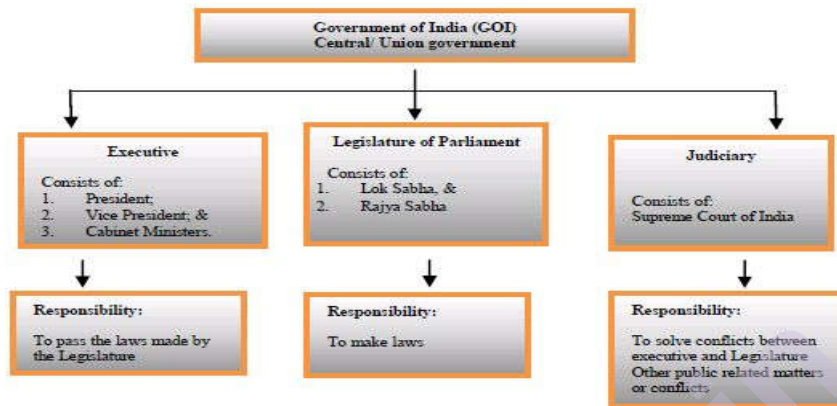 Government of India (GOI)
Central/ Union government
Executive
Consists of:
1. President;
2. Vice President; &
3. Cabinet Ministers.
Legislature of Parliament
Consists of:
1. Lok Sabha, &
2. Rajya Sabha
Judiciary
Consists of:
Supreme Court of India
Responsibility:
To pass the laws made by
the Legislature
Responsibility:
To make laws
Responsibility:
To solve conflicts between
executive and Legislature
Other public related matters
or conflicts